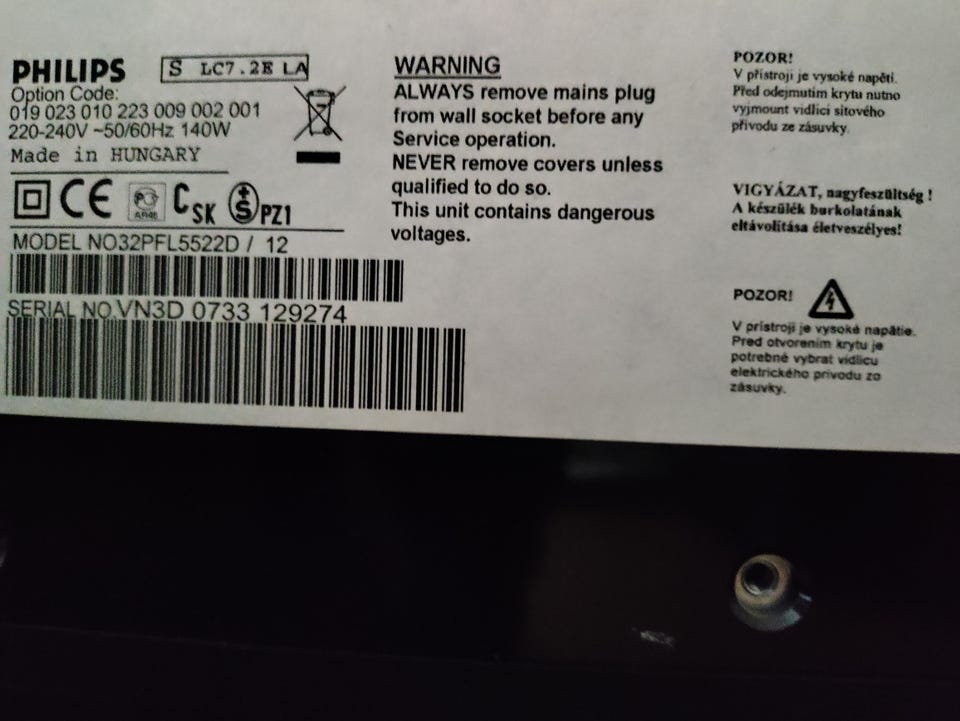 PHILIPS
S LC7.2E LA
Option Code:
019 023 010 223 009 002 001
220-240V ~50/60Hz 140W
Made in HUNGARY
CE
CSK
S PZ1
MODEL NO32PFL5522D / 12
SERIAL NO.VN3D 0733 129274
WARNING
ALWAYS remove mains plug
from wall socket before any
Service operation.
NEVER remove covers unless
qualified to do so.
This unit contains dangerous
voltages.
POZOR!
V přístroji je vysoké napětí.
Před odejmutím krytu nutno
vyjmout vidlici síťového
přívodu ze zásuvky.
VIGYÁZAT, nagyfeszültség !
A készülék burkolatának
eltávolítása életveszélyes!
POZOR!
V prístroji je vysoké napätie.
Pred otvorením krytu je
potrebné vybrat vidlicu
elektrického prívodu zo
zásuvky.